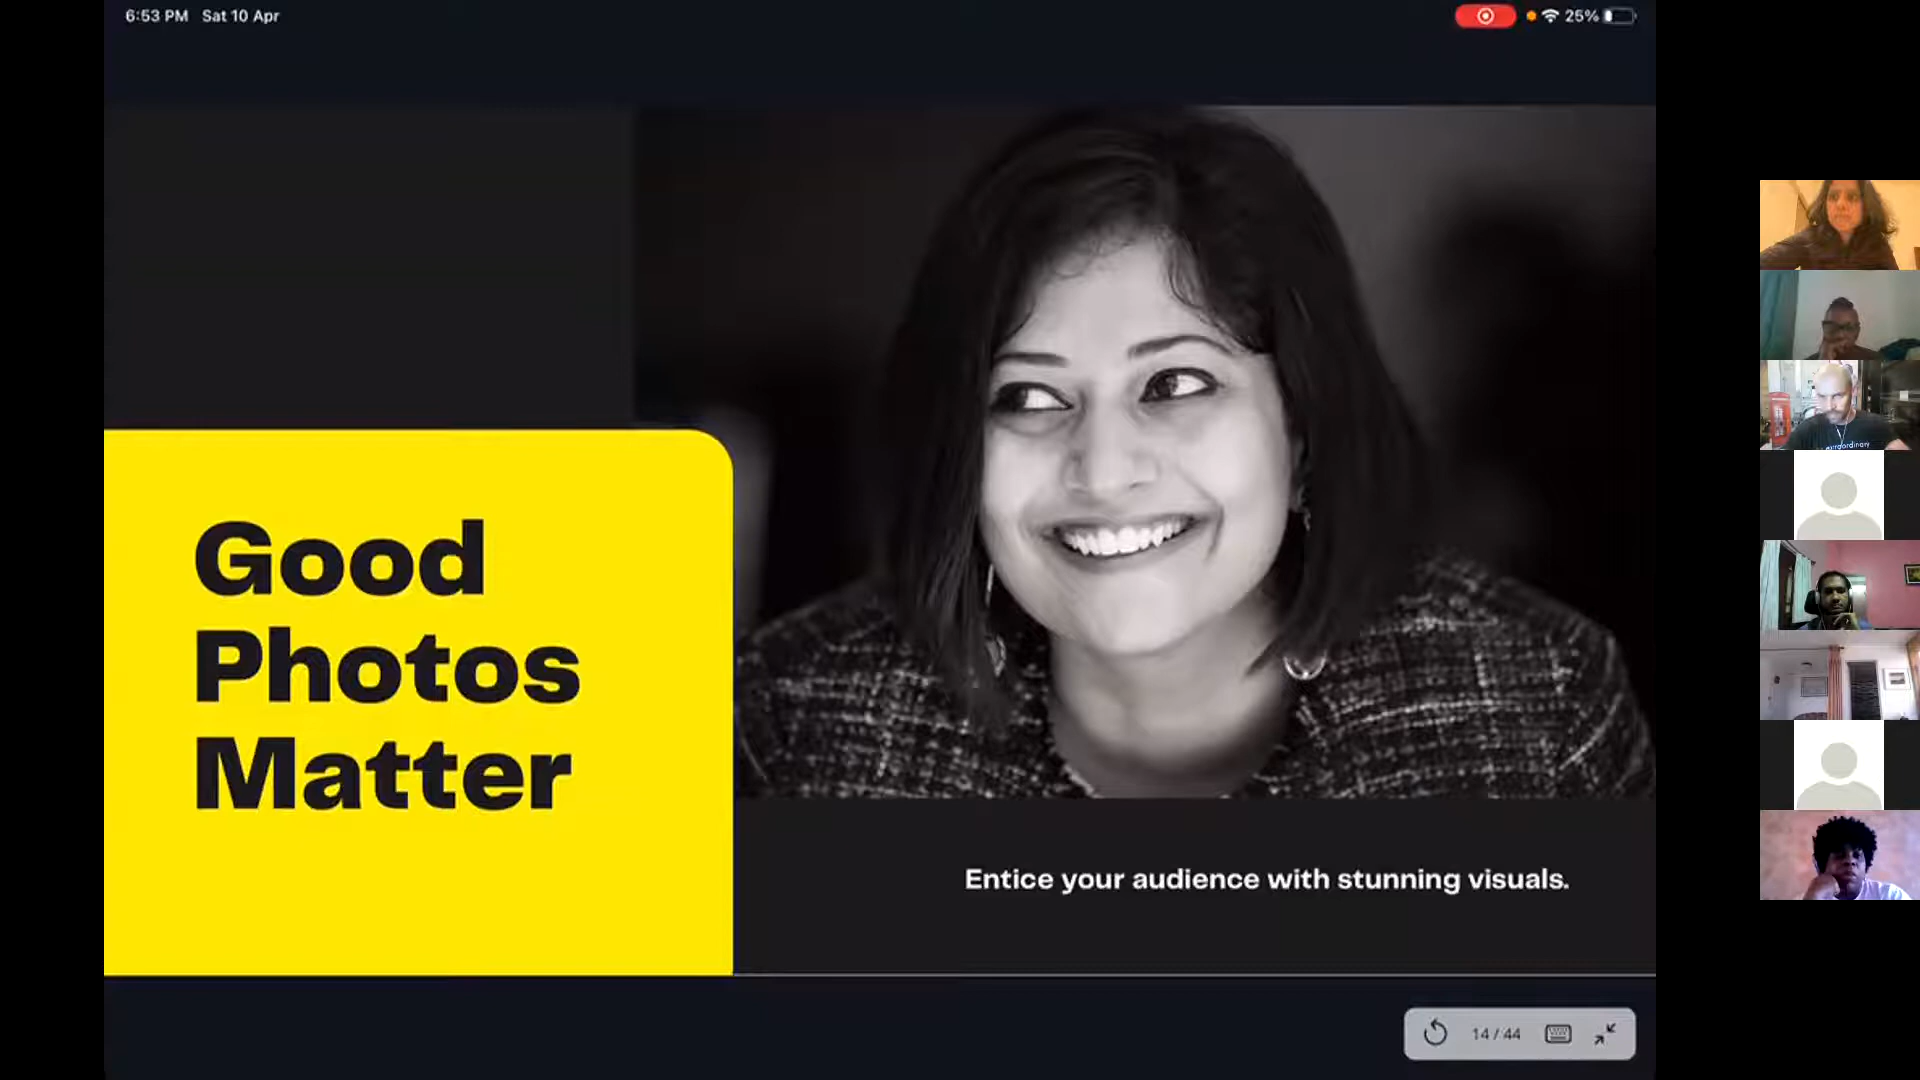 6:53 PM Sat 10 Apr
25%
Good
Photos
Matter
Entice your audience with stunning visuals.
14 / 44